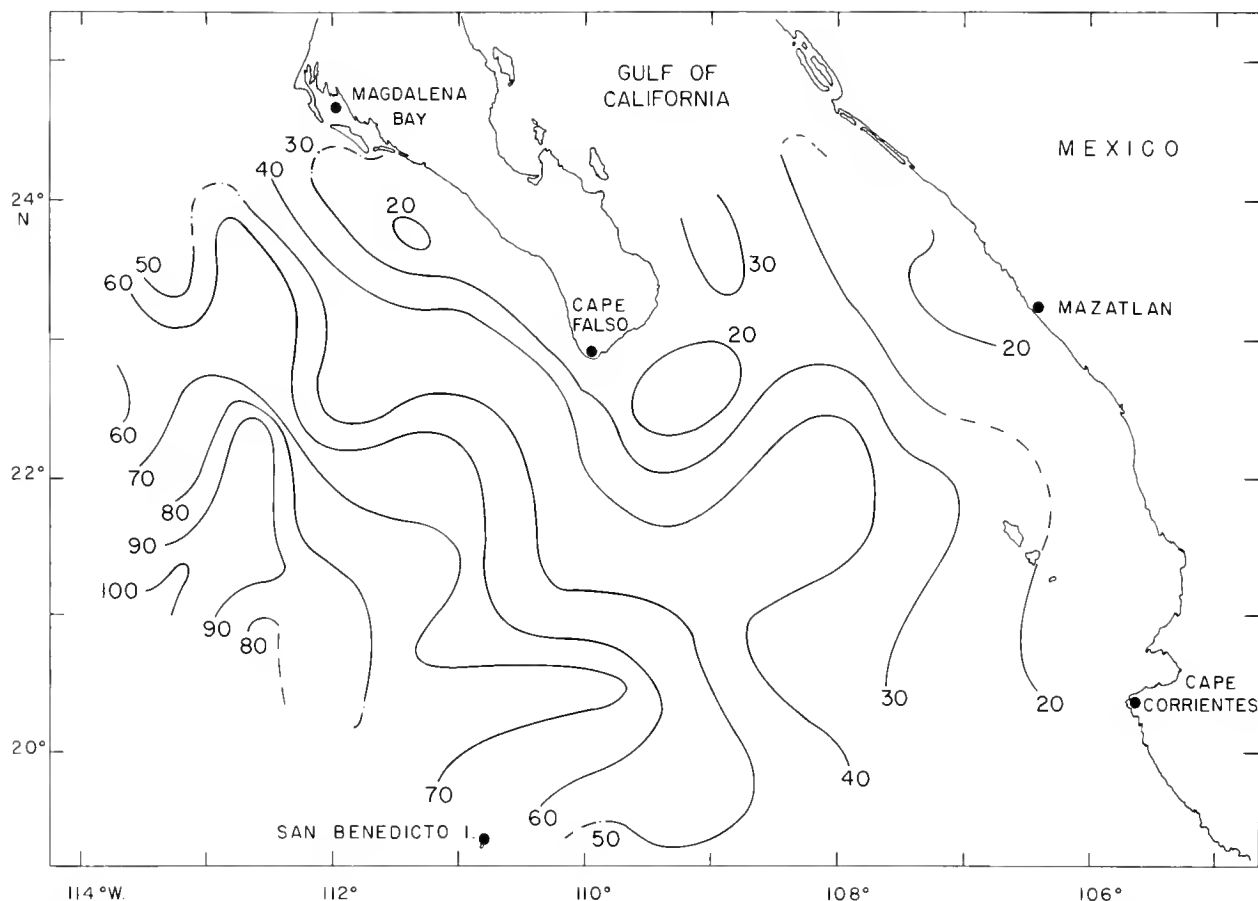 GULF OF
CALIFORNIA
MAGDALENA
BAY
MEXICO
30
40
24°
N
20
50
60
30
CAPE
FALSO
MAZATLAN
20
20
60
22°
70
80
90
100
90
80
30
20
CAPE
CORRIENTES
20°
40
70
60
50
SAN BENEDICTO I.
114°W.
112°
110°
108°
106°